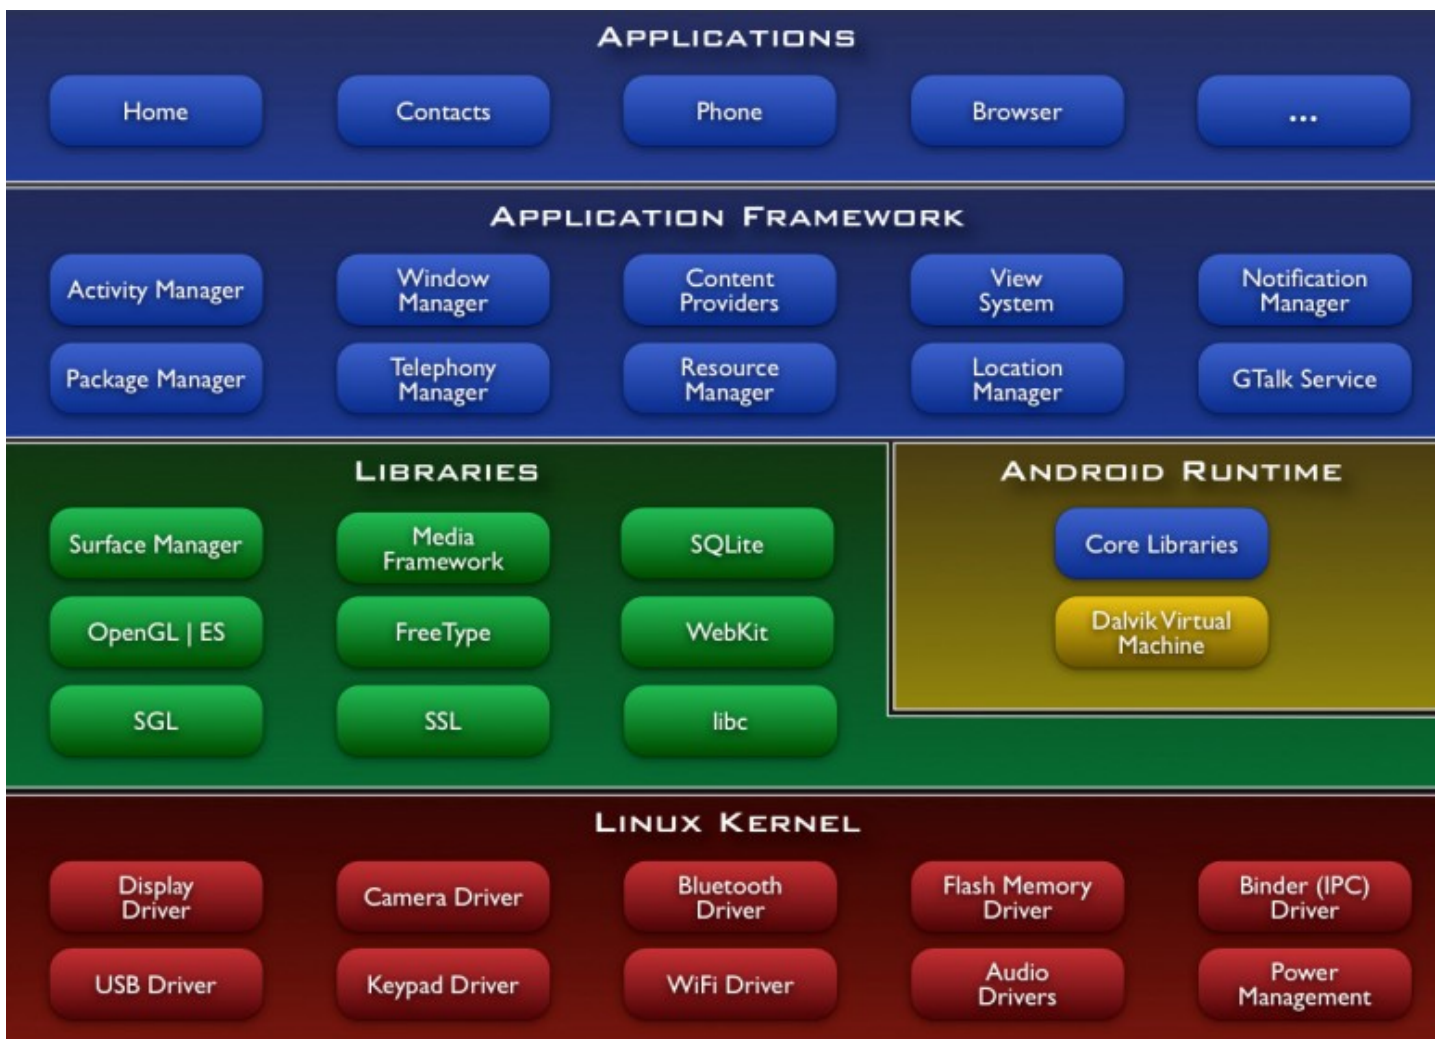 APPLICATIONS
Home
Contacts
Phone
Browser
...
APPLICATION FRAMEWORK
Activity Manager
Window
Manager
Content
Providers
View
System
Notification
Manager
Package Manager
Telephony
Manager
Resource
Manager
Location
Manager
GTalk Service
LIBRARIES
Surface Manager
Media
Framework
SQLite
OpenGL | ES
FreeType
WebKit
SGL
SSL
libc
ANDROID RUNTIME
Core Libraries
Dalvik Virtual
Machine
LINUX KERNEL
Display
Driver
Camera Driver
Bluetooth
Driver
Flash Memory
Driver
Binder (IPC)
Driver
USB Driver
Keypad Driver
WiFi Driver
Audio
Drivers
Power
Management